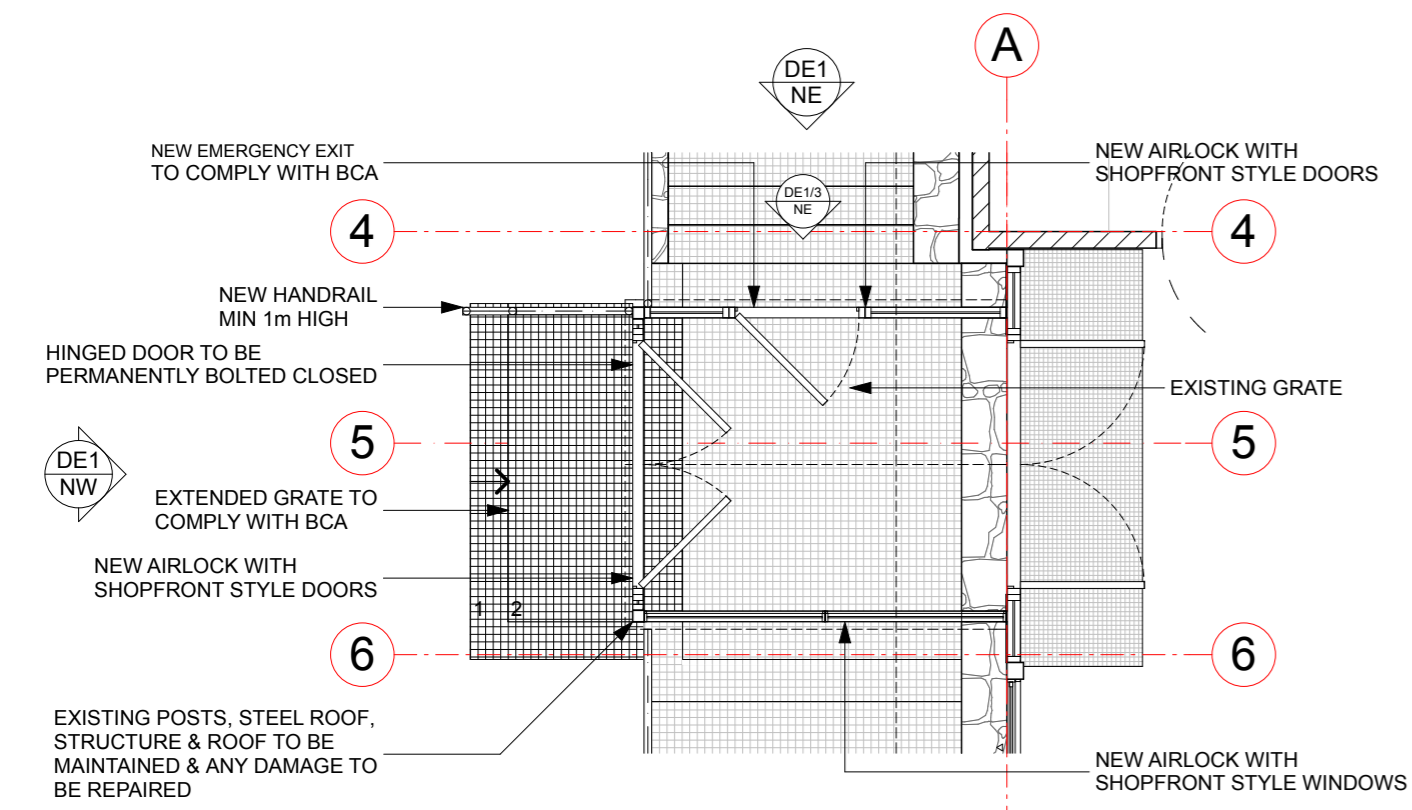 A
DE1
NE
NEW EMERGENCY EXIT
TO COMPLY WITH BCA
NEW AIRLOCK WITH
SHOPFRONT STYLE DOORS
DE1/3
NE
4
4
NEW HANDRAIL
MIN 1m HIGH
HINGED DOOR TO BE
PERMANENTLY BOLTED CLOSED
EXISTING GRATE
5
5
DE1
NW
EXTENDED GRATE TO
COMPLY WITH BCA
NEW AIRLOCK WITH
SHOPFRONT STYLE DOORS
1 2
6
6
EXISTING POSTS, STEEL ROOF,
STRUCTURE & ROOF TO BE
MAINTAINED & ANY DAMAGE TO
BE REPAIRED
NEW AIRLOCK WITH
SHOPFRONT STYLE WINDOWS